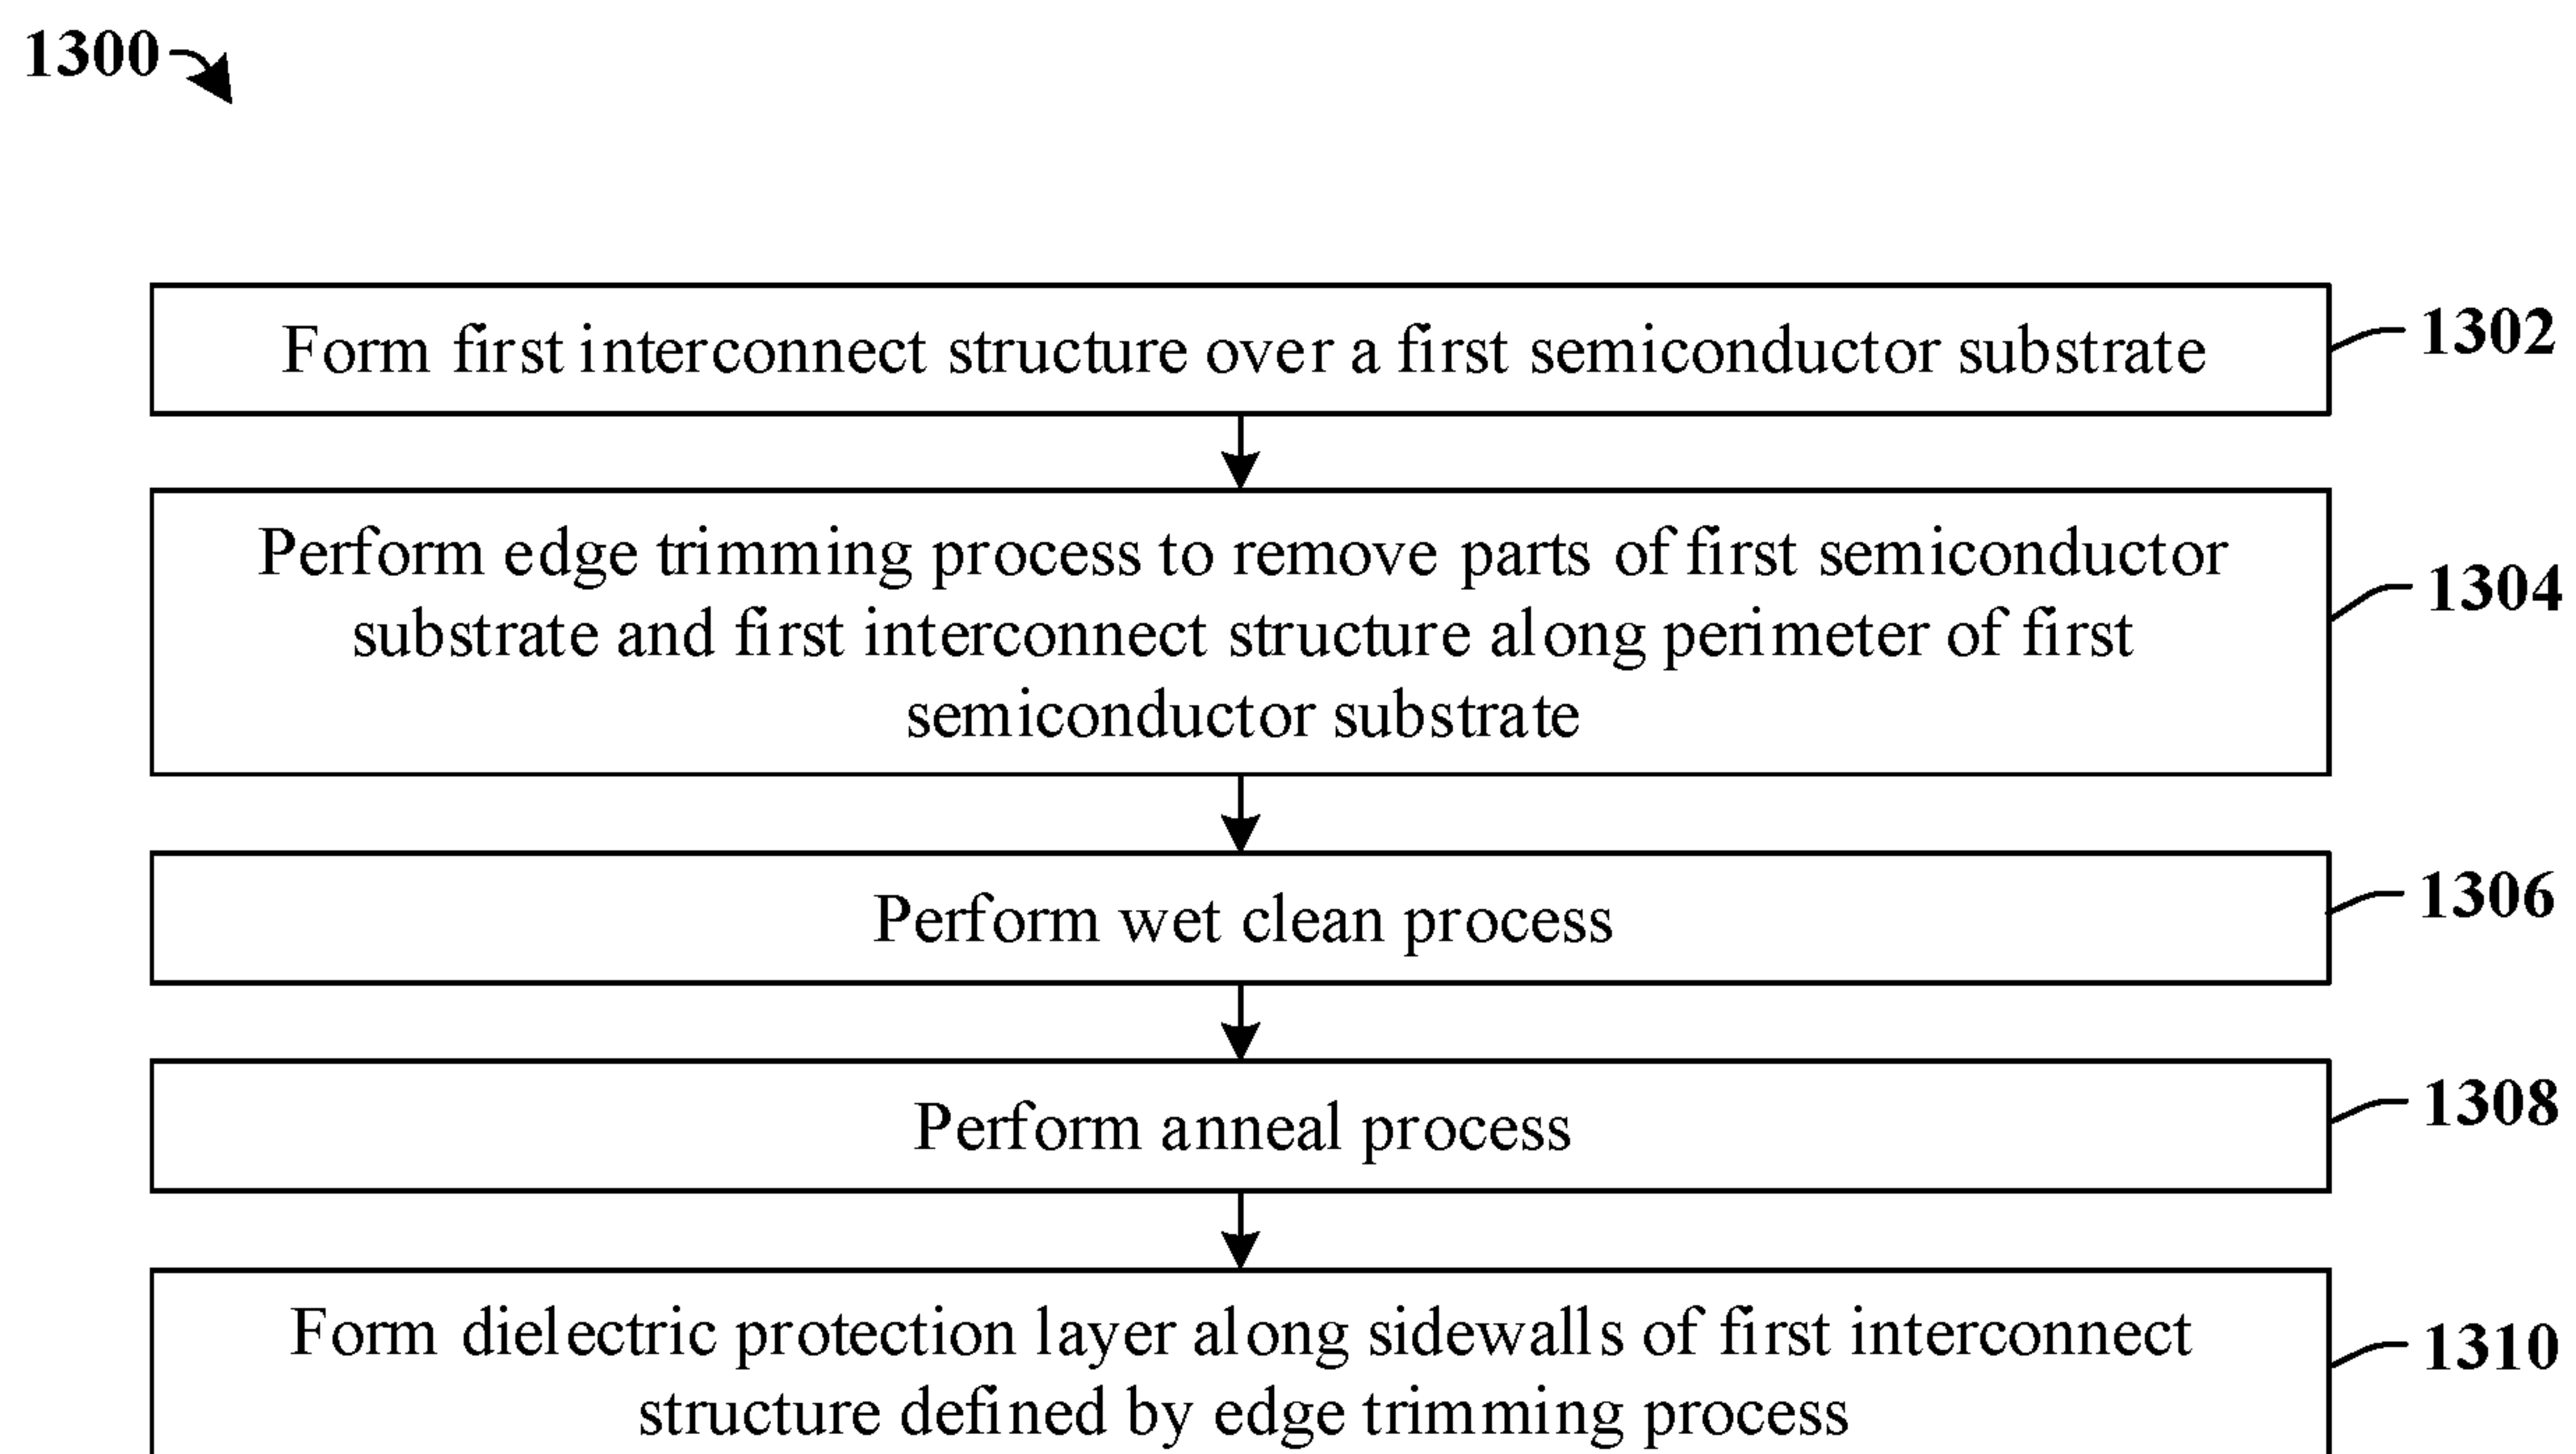 1300
Form first interconnect structure over a first semiconductor substrate
1302
Perform edge trimming process to remove parts of first semiconductor
substrate and first interconnect structure along perimeter of first
semiconductor substrate
1304
Perform wet clean process
1306
Perform anneal process
1308
Form dielectric protection layer along sidewalls of first interconnect
structure defined by edge trimming process
1310